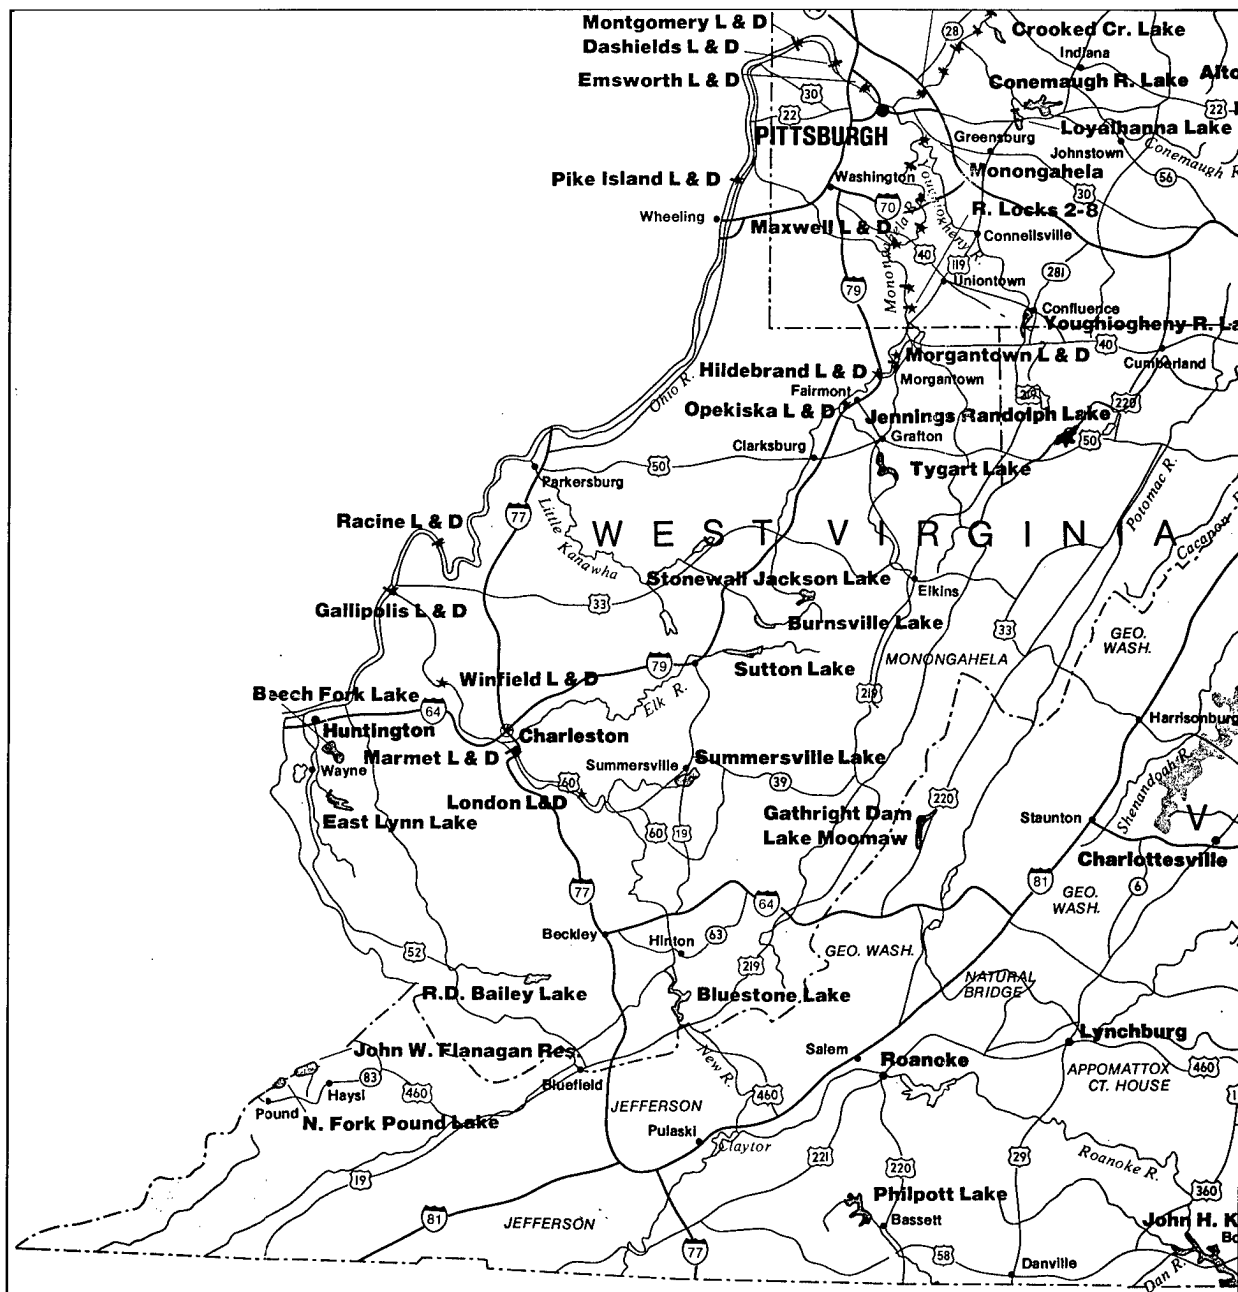 Montgomery L & D
Dashields L & D
Emsworth L & D
28
Crooked Cr. Lake
Indiana
Conemaugh R. Lake
Alto
30
22
22
PITTSBURGH
Greensburg
Loyalhanna Lake
Johnstown
Conemaugh R.
Pike Island L & D
Washington
Monongahela
R. Locks 2-8
56
30
70
Wheeling
Maxwell L & D
Youghiogheny R.
Monongahela R.
Connellsville
40
119
281
Uniontown
79
Confluence
Youghiogheny R. La
40
Cumberland
Morgantown L & D
Hildebrand L & D
Morgantown
Fairmont
219
220
Ohio R.
Opekiska L & D
Jennings Randolph Lake
Grafton
50
Clarksburg
50
Tygart Lake
Parkersburg
Potomac R.
77
Little Kanawha
Racine L & D
WEST VIRGINIA
Cacapon
Stonewall Jackson Lake
Elkins
33
Gallipolis L & D
Burnsville Lake
33
GEO.
WASH.
MONONGAHELA
79
Sutton Lake
Winfield L & D
Elk R.
219
Beech Fork Lake
64
Huntington
Charleston
Harrisonburg
Marmet L & D
Summersville
Summersville Lake
Shenandoah R.
Wayne
60
39
London L&D
220
East Lynn Lake
60
19
Gathright Dam
Lake Moomaw
Staunton
V
Charlottesville
77
81
6
64
GEO.
WASH.
Beckley
63
Hinton
52
219
GEO. WASH.
NATURAL
BRIDGE
R.D. Bailey Lake
Bluestone Lake
Lynchburg
John W. Flanagan Res.
New R.
Salem
Roanoke
83
Haysi
460
Bluefield
460
APPOMATTOX
CT. HOUSE
460
Pound
N. Fork Pound Lake
JEFFERSON
Pulaski
Claytor
221
220
29
Roanoke R.
19
360
Philpott Lake
81
JEFFERSON
Bassett
John H. K
Bo
77
58
Danville
Dan R.